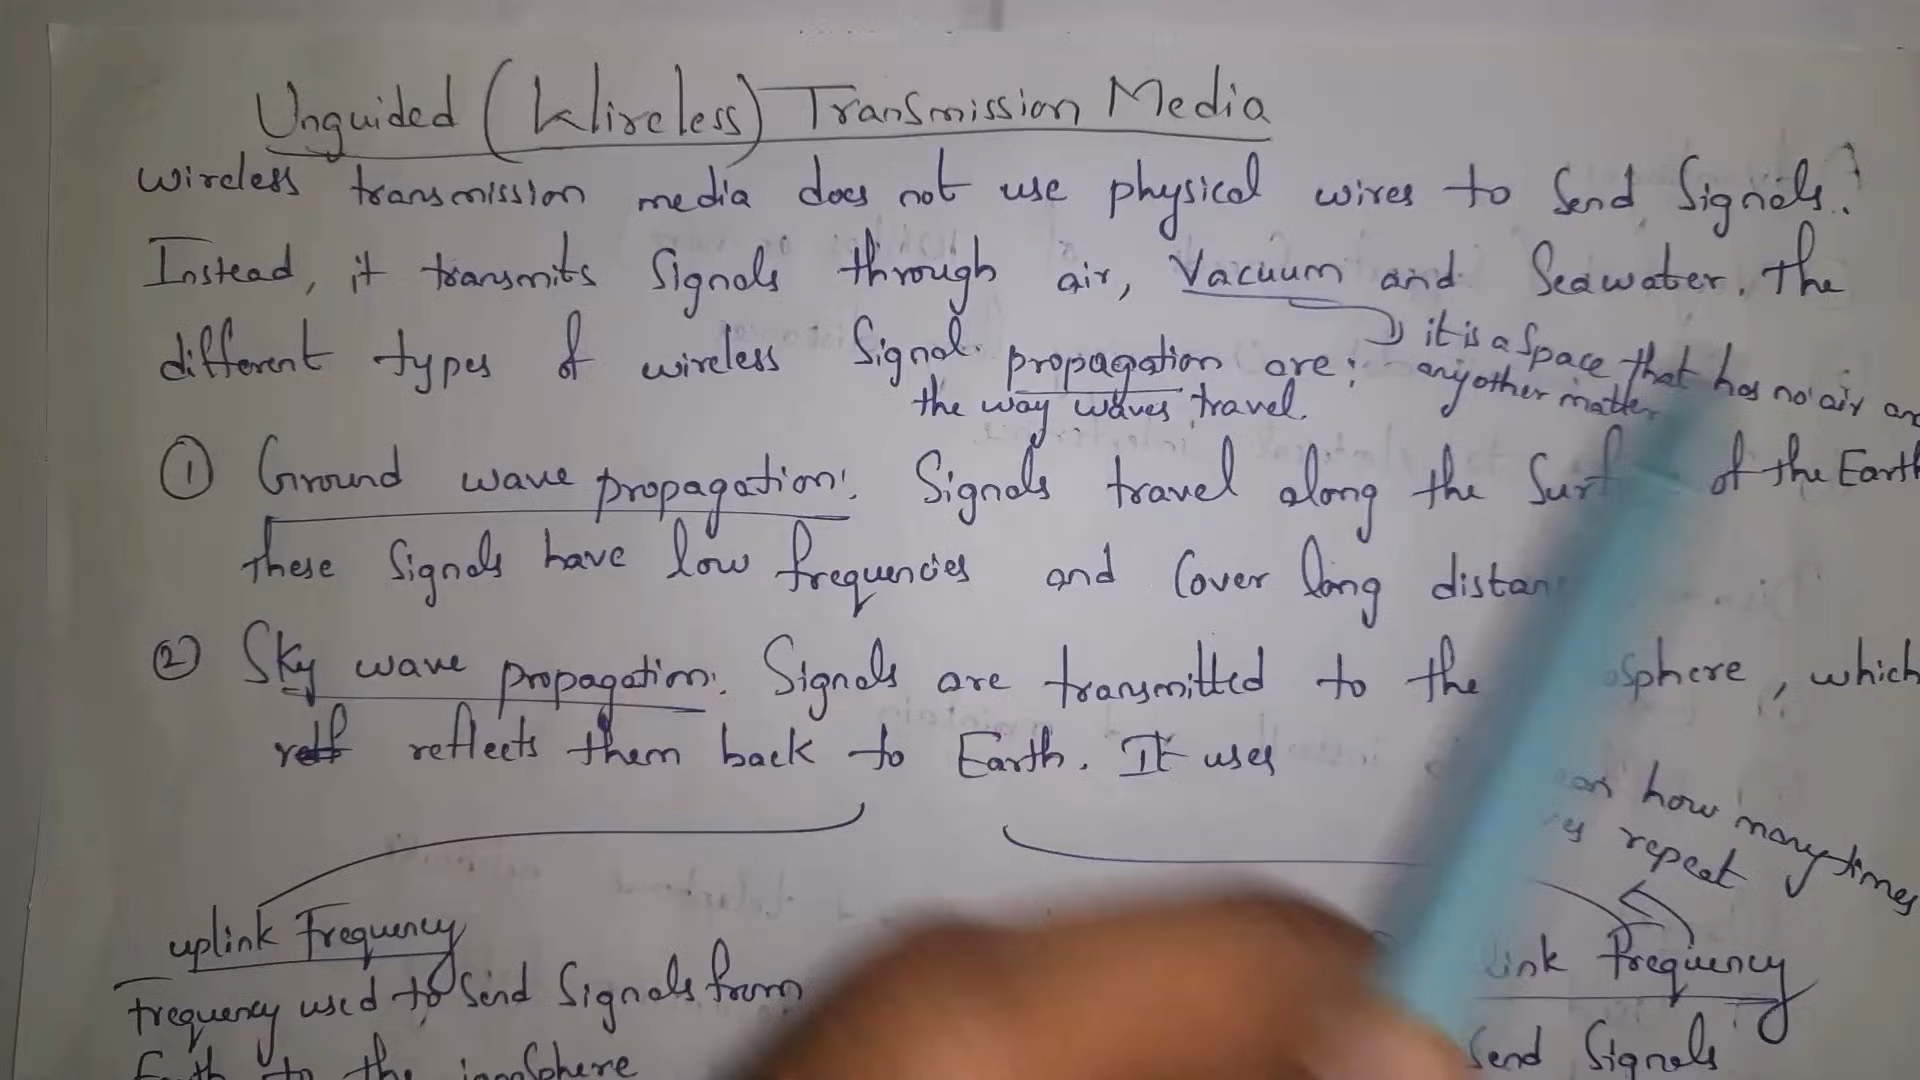 Unguided (Wireless) Transmission Media
wireless transmission media does not use physical wires to Send Signals.
Instead, it transmits Signals through air, Vacuum and Seawater. The
it is a Space that has no air
different types of wireless Signal propagation are:
any other matter
the way waves travel.
① Ground wave propagation: Signals travel along the of the Earth
these Signals have low frequencies and Cover long
② Sky wave propagation: Signals are transmitted to the , which
reflects them back to Earth. It uses
how many times
repeat
uplink Frequency
frequency
frequency used to Send Signals from
Send Signals
to the ionosphere